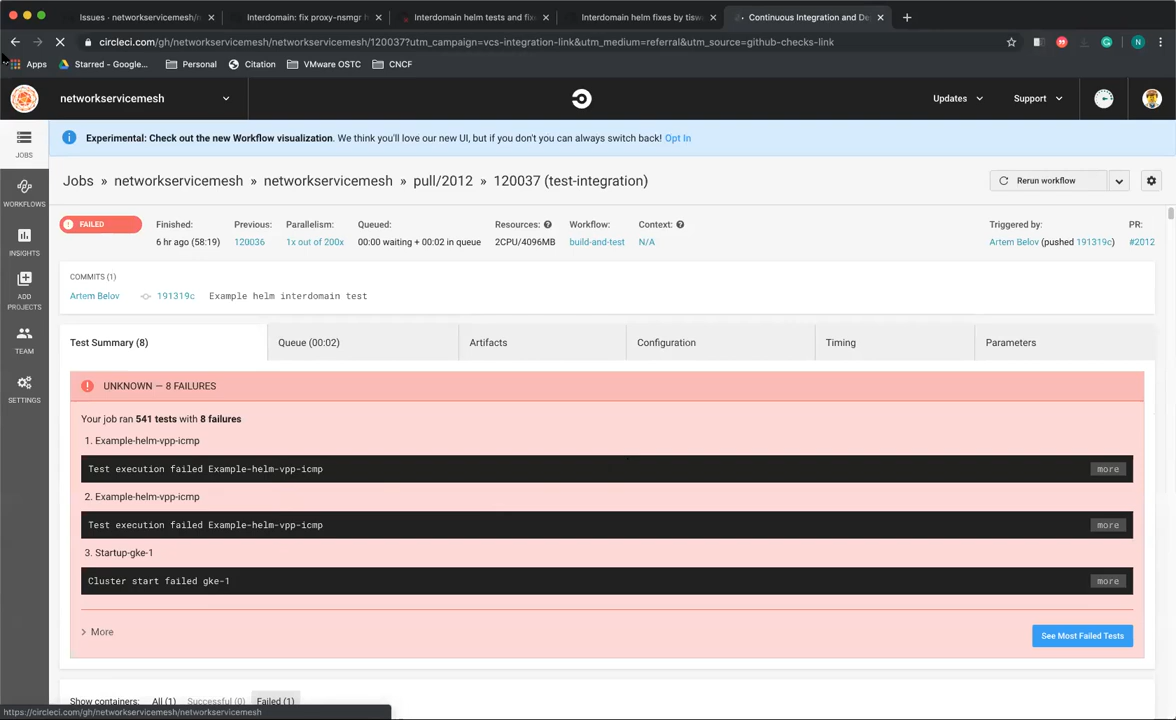 Issues · networkservicemesh/n
Interdomain: fix proxy-nsmgr h
Interdomain helm tests and fix
Interdomain helm fixes by tisw
Continuous Integration and De
circleci.com/gh/networkservicemesh/networkservicemesh/120037?utm_campaign=vcs-integration-link&utm_medium=referral&utm_source=github-checks-link
N
Apps
Starred - Google...
Personal
Citation
VMware OSTC
CNCF
networkservicemesh
Updates
Support
JOBS
Experimental: Check out the new Workflow visualization. We think you'll love our new UI, but if you don't you can always switch back! Opt In
WORKFLOWS
Jobs » networkservicemesh » networkservicemesh » pull/2012 » 120037 (test-integration)
Rerun workflow
INSIGHTS
FAILED
Finished: Previous: Parallelism: Queued: Resources: Workflow: Context: Triggered by: PR:
6 hr ago (58:19) 120036 1x out of 200x 00:00 waiting + 00:02 in queue 2CPU/4096MB build-and-test N/A Artem Belov (pushed 191319c) #2012
ADD PROJECTS
COMMITS (1)
Artem Belov 191319c Example helm interdomain test
TEAM
Test Summary (8) Queue (00:02) Artifacts Configuration Timing Parameters
SETTINGS
UNKNOWN — 8 FAILURES
Your job ran 541 tests with 8 failures
1. Example-helm-vpp-icmp
Test execution failed Example-helm-vpp-icmp more
2. Example-helm-vpp-icmp
Test execution failed Example-helm-vpp-icmp more
3. Startup-gke-1
Cluster start failed gke-1 more
More
See Most Failed Tests
Show containers: All (1) Successful (0) Failed (1)
https://circleci.com/gh/networkservicemesh/networkservicemesh